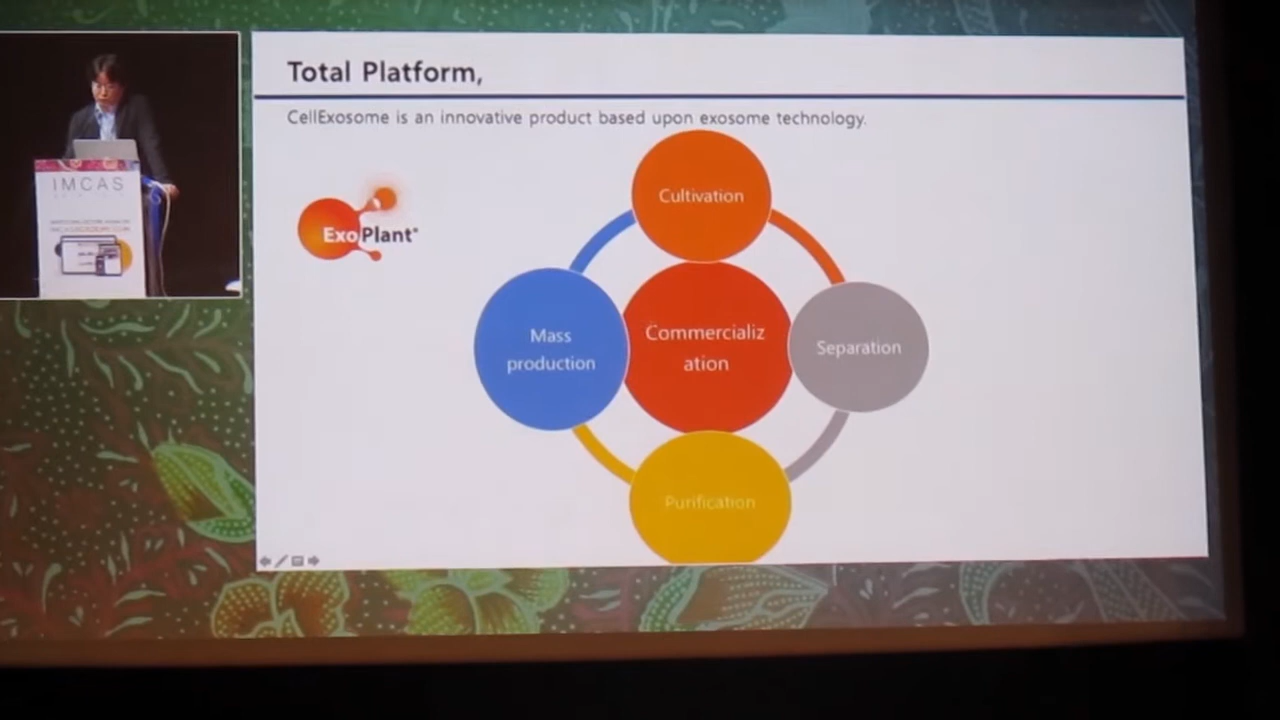 Total Platform,
CellExosome is an innovative product based upon exosome technology.
IMCAS
ExoPlant
Cultivation
Mass
production
Commercializ
ation
Separation
Purification